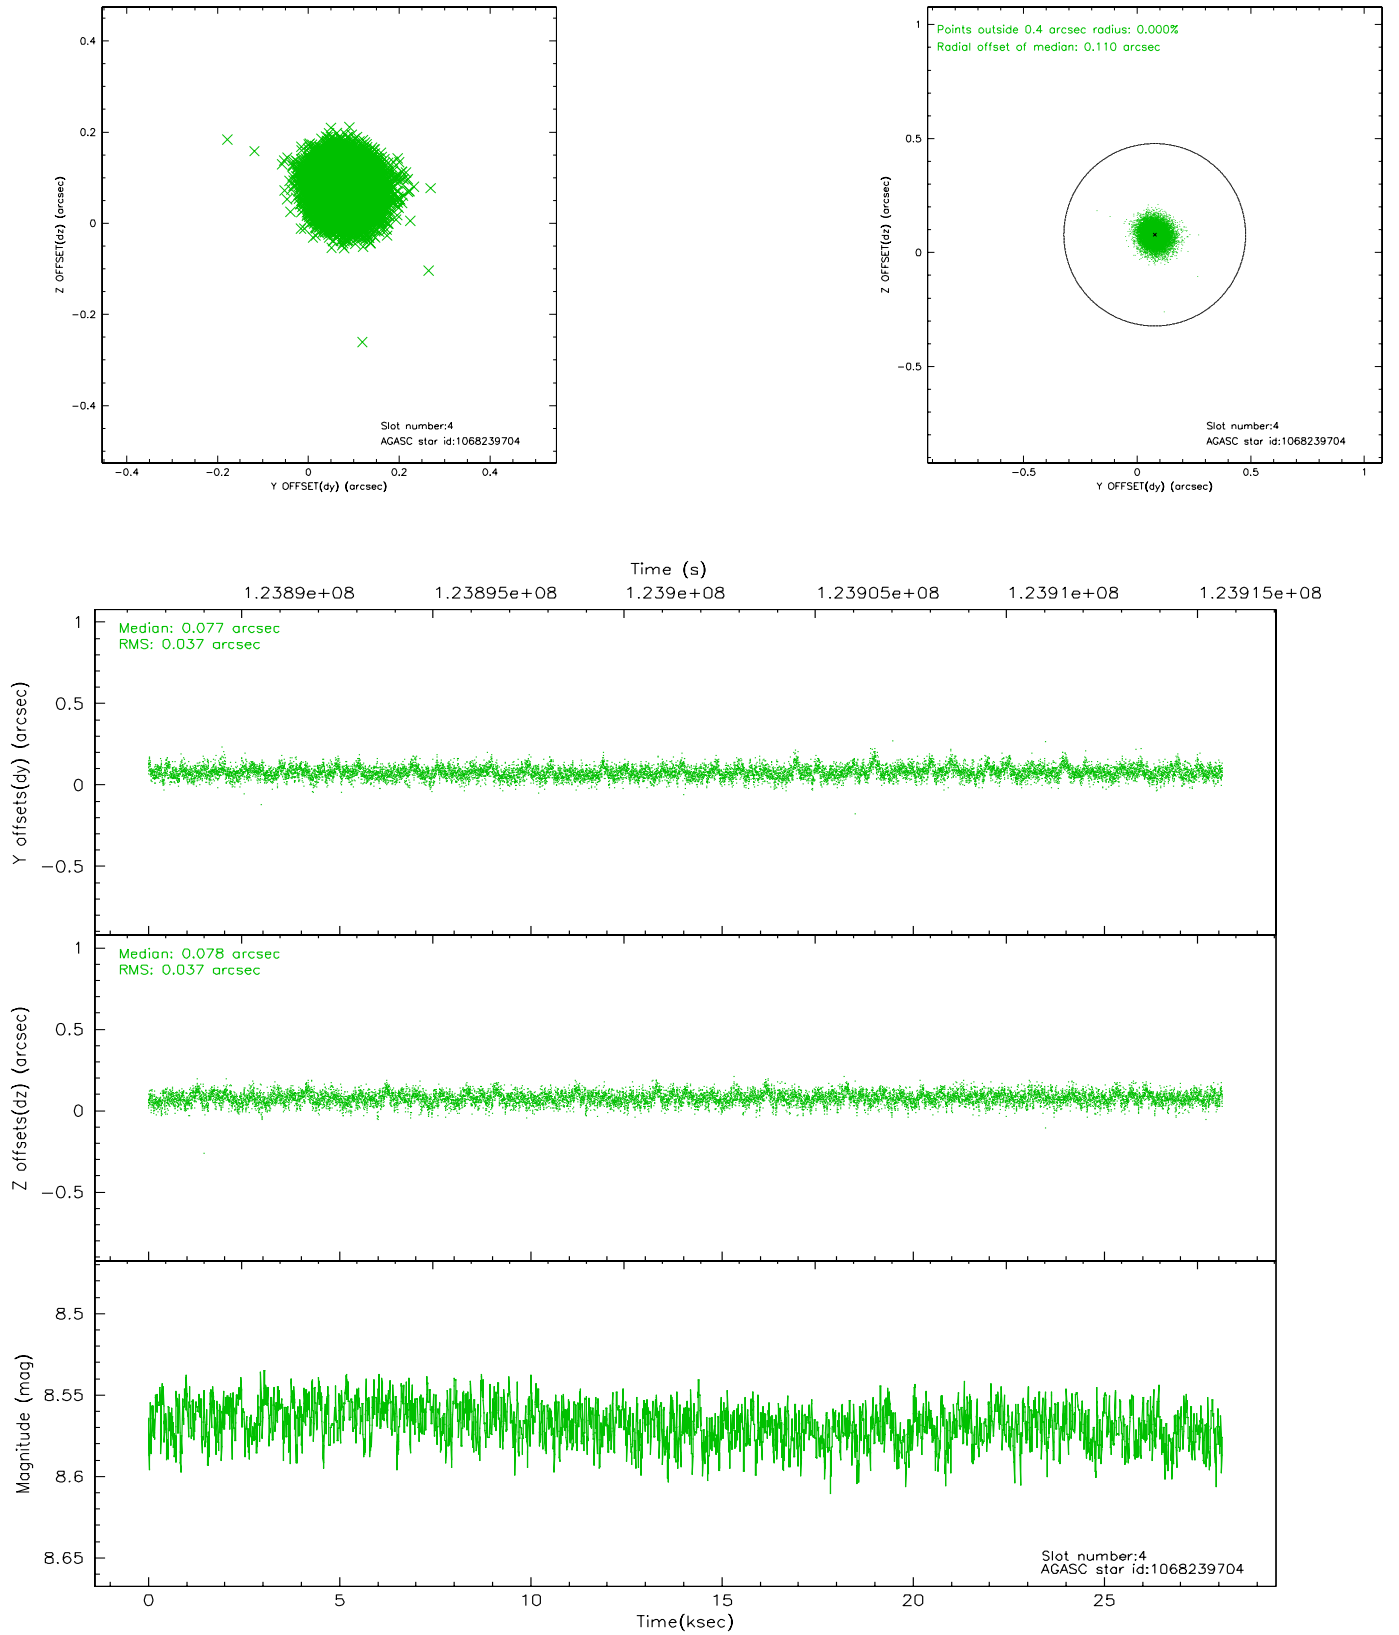 0.4
0.2
0
-0.2
-0.4
Z OFFSET(dz) (arcsec)
Slot number:4
AGASC star id:1068239704
-0.4 -0.2 0 0.2 0.4
Y OFFSET(dy) (arcsec)
Points outside 0.4 arcsec radius: 0.000%
Radial offset of median: 0.110 arcsec
1
0.5
0
-0.5
Z OFFSET(dz) (arcsec)
Slot number:4
AGASC star id:1068239704
-0.5 0 0.5 1
Y OFFSET(dy) (arcsec)
Time (s)
1.2389e+08 1.23895e+08 1.239e+08 1.23905e+08 1.2391e+08 1.23915e+08
Median: 0.077 arcsec
RMS: 0.037 arcsec
1
0.5
0
-0.5
Y offsets(dy) (arcsec)
Median: 0.078 arcsec
RMS: 0.037 arcsec
1
0.5
0
-0.5
Z offsets(dz) (arcsec)
8.5
8.55
8.6
8.65
Magnitude (mag)
Slot number:4
AGASC star id:1068239704
0 5 10 15 20 25
Time(ksec)